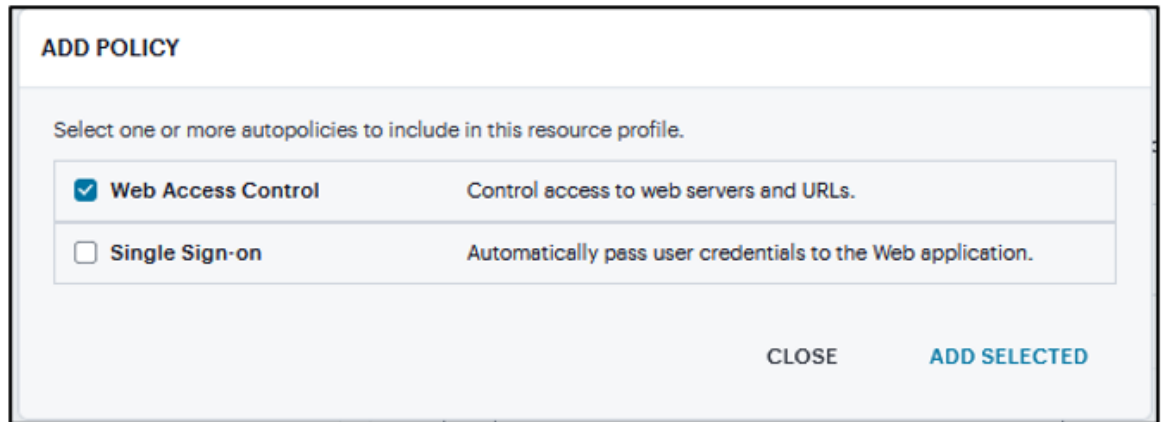 ADD POLICY
Select one or more autopolicies to include in this resource profile.
Web Access Control Control access to web servers and URLs.
Single Sign-on Automatically pass user credentials to the Web application.
CLOSE ADD SELECTED